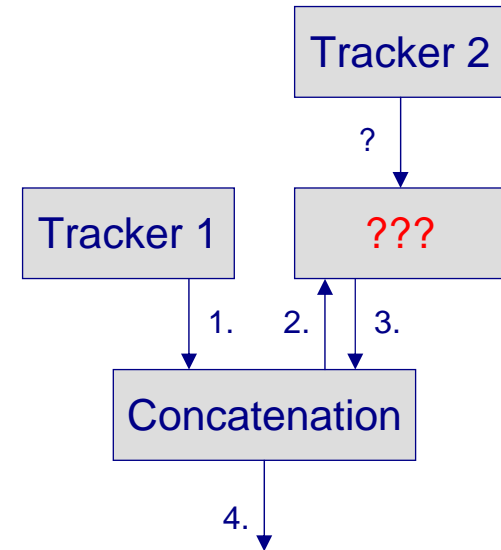 Tracker 2
?
Tracker 1
???
1.
2.
3.
Concatenation
4.